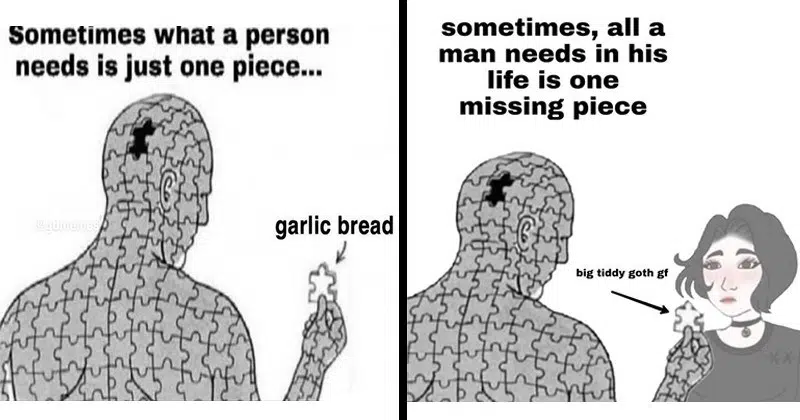 Sometimes what a person
needs is just one piece...
garlic bread
sometimes, all a
man needs in his
life is one
missing piece
big tiddy goth gf